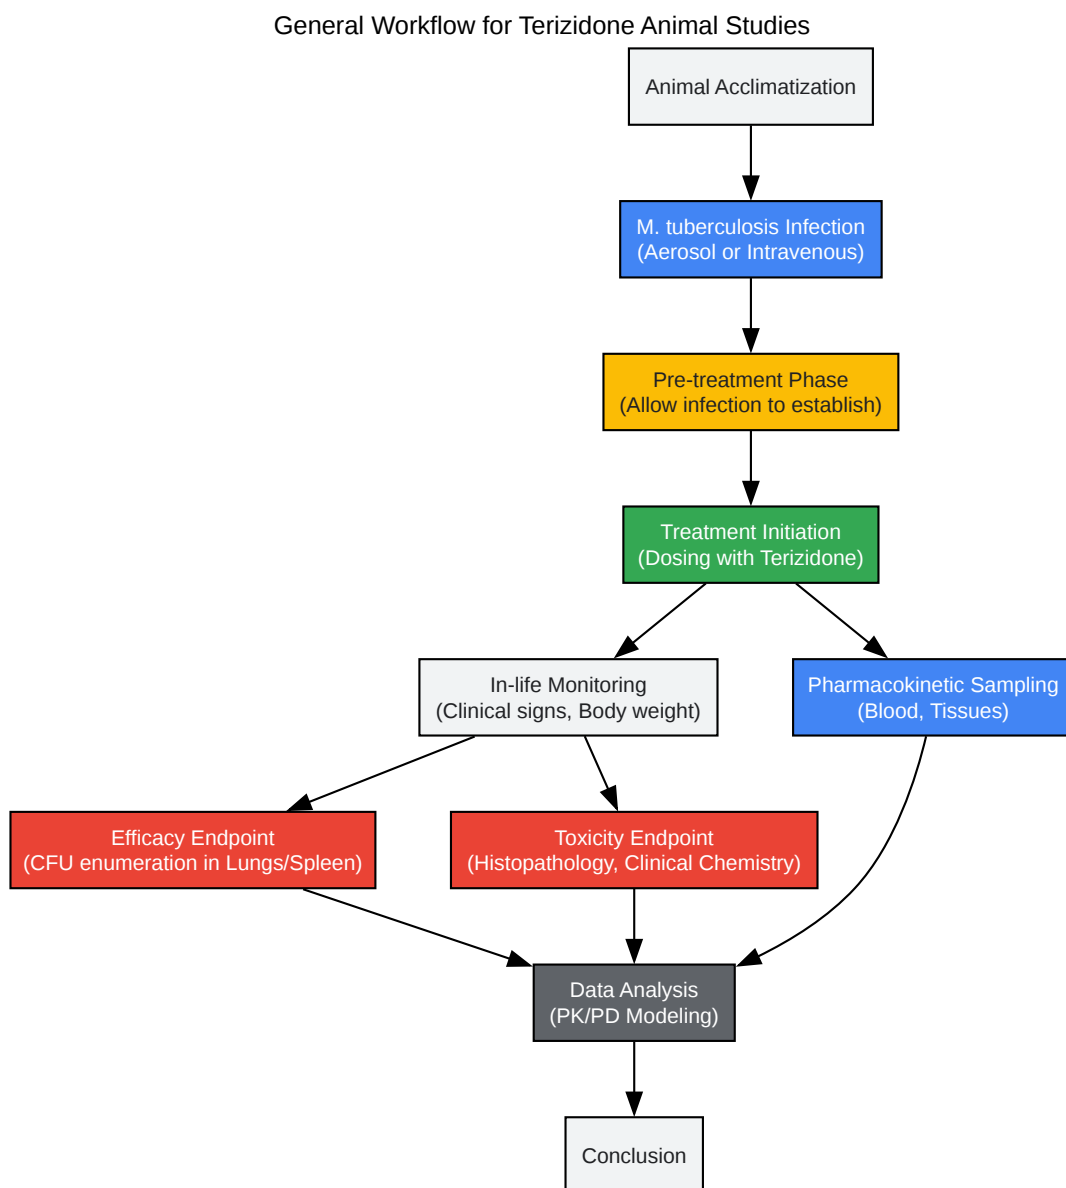 General Workflow for Terizidone Animal Studies
Animal Acclimatization
M. tuberculosis Infection
(Aerosol or Intravenous)
Pre-treatment Phase
(Allow infection to establish)
Treatment Initiation
(Dosing with Terizidone)
In-life Monitoring
(Clinical signs, Body weight)
Pharmacokinetic Sampling
(Blood, Tissues)
Efficacy Endpoint
(CFU enumeration in Lungs/Spleen)
Toxicity Endpoint
(Histopathology, Clinical Chemistry)
Data Analysis
(PK/PD Modeling)
Conclusion